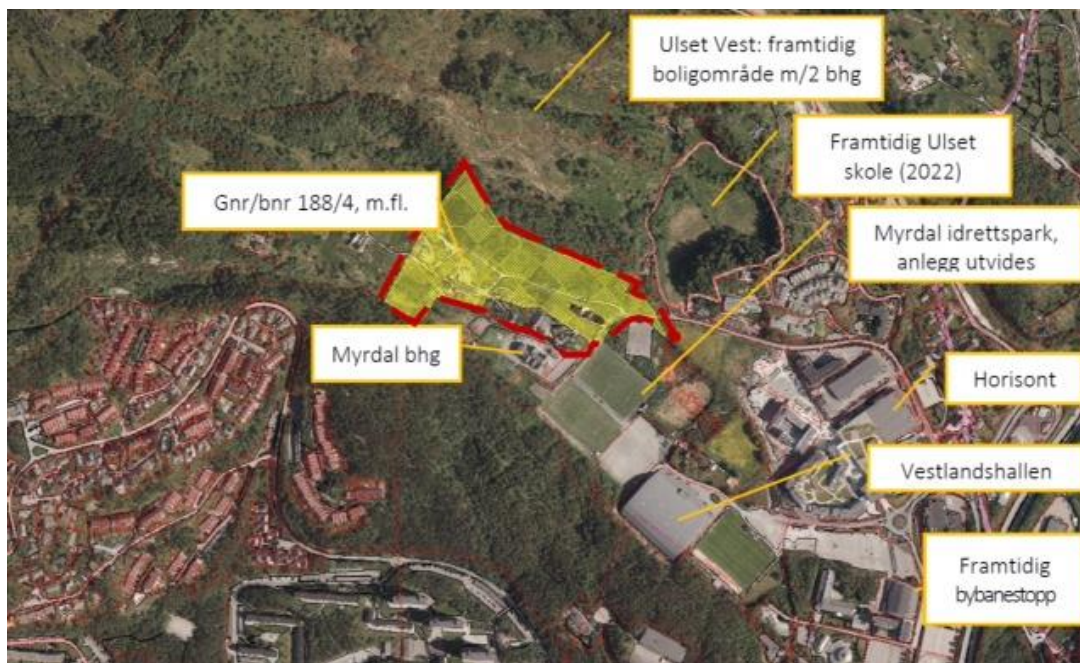 Ulset Vest: framtidig
boligområde m/2 bhg
Framtidig Ulset
skole (2022)
Gnr/bnr 188/4, m.fl.
Myrdal idrettspark,
anlegg utvides
Myrdal bhg
Horisont
Vestlandshallen
Framtidig
bybanestopp